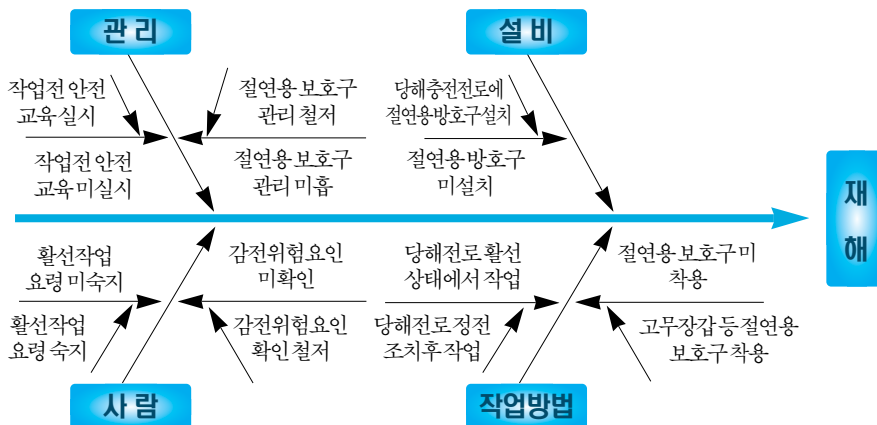 관 리
설 비
작업전 안전
교육 실시
절연용 보호구
관리 철저
당해충전전로에
절연용방호구설치
작업전 안전
교육 미실시
절연용 보호구
관리 미흡
절연용 방호구
미설치
재
해
활선작업
요령 미숙지
감전위험요인
미확인
당해전로 활선
상태에서 작업
절연용 보호구 미
착용
활선작업
요령 숙지
감전위험요인
확인 철저
당해전로 정전
조치후 작업
고무장갑 등 절연용
보호구 착용
사 람
작업방법